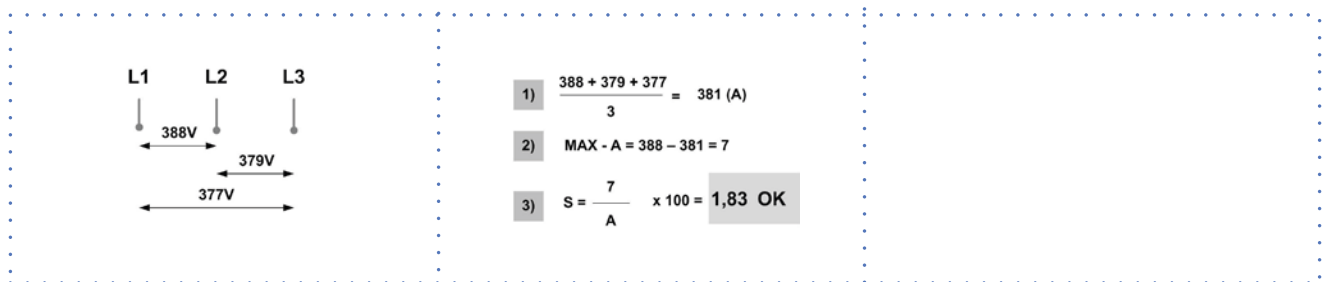 L1 L2 L3
388V
379V
377V
1) 388 + 379 + 377
3
= 381 (A)
2) MAX - A = 388 – 381 = 7
3) S = 7
A
x 100 = 1,83 OK